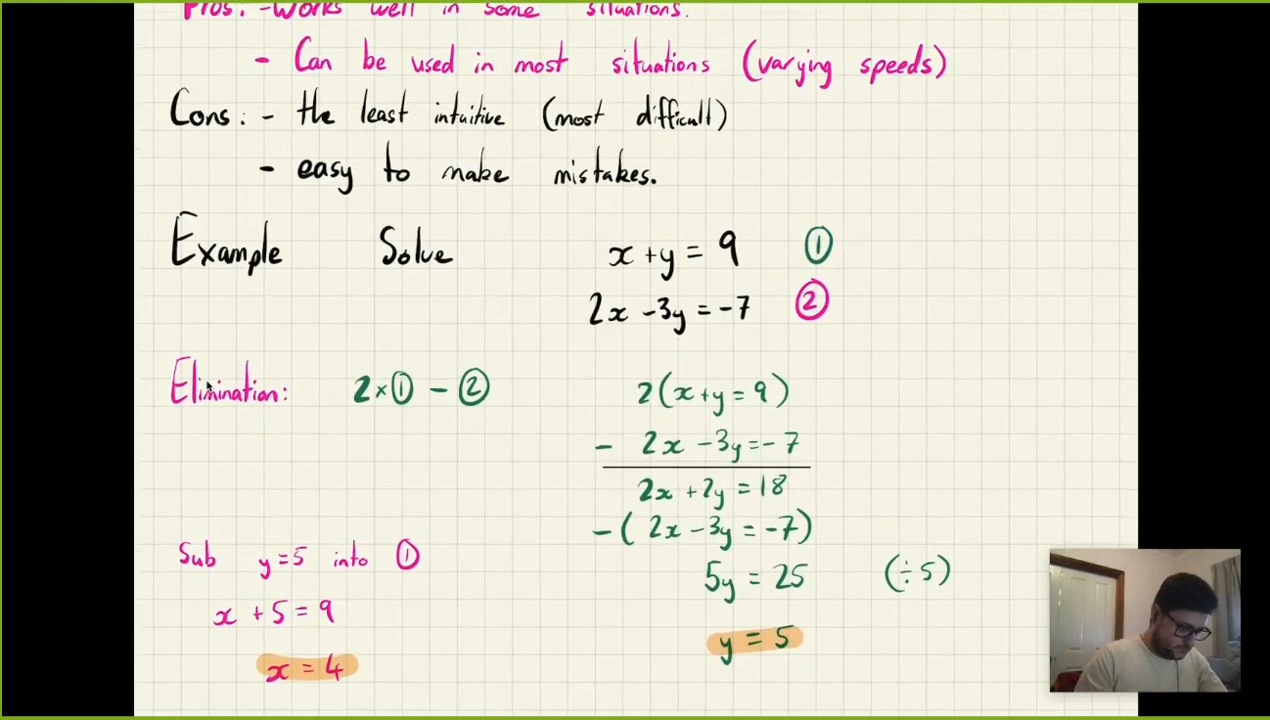 Pros: - Works well in some situations.
- Can be used in most situations (varying speeds)
Cons: - the least intuitive (most difficult)
- easy to make mistakes.
Example Solve x + y = 9 ①
2x - 3y = -7 ②
Elimination: 2×① - ② 2(x + y = 9)
- 2x - 3y = -7
2x + 2y = 18
-( 2x - 3y = -7)
Sub y = 5 into ①
5y = 25 (÷5)
x + 5 = 9
y = 5
x = 4